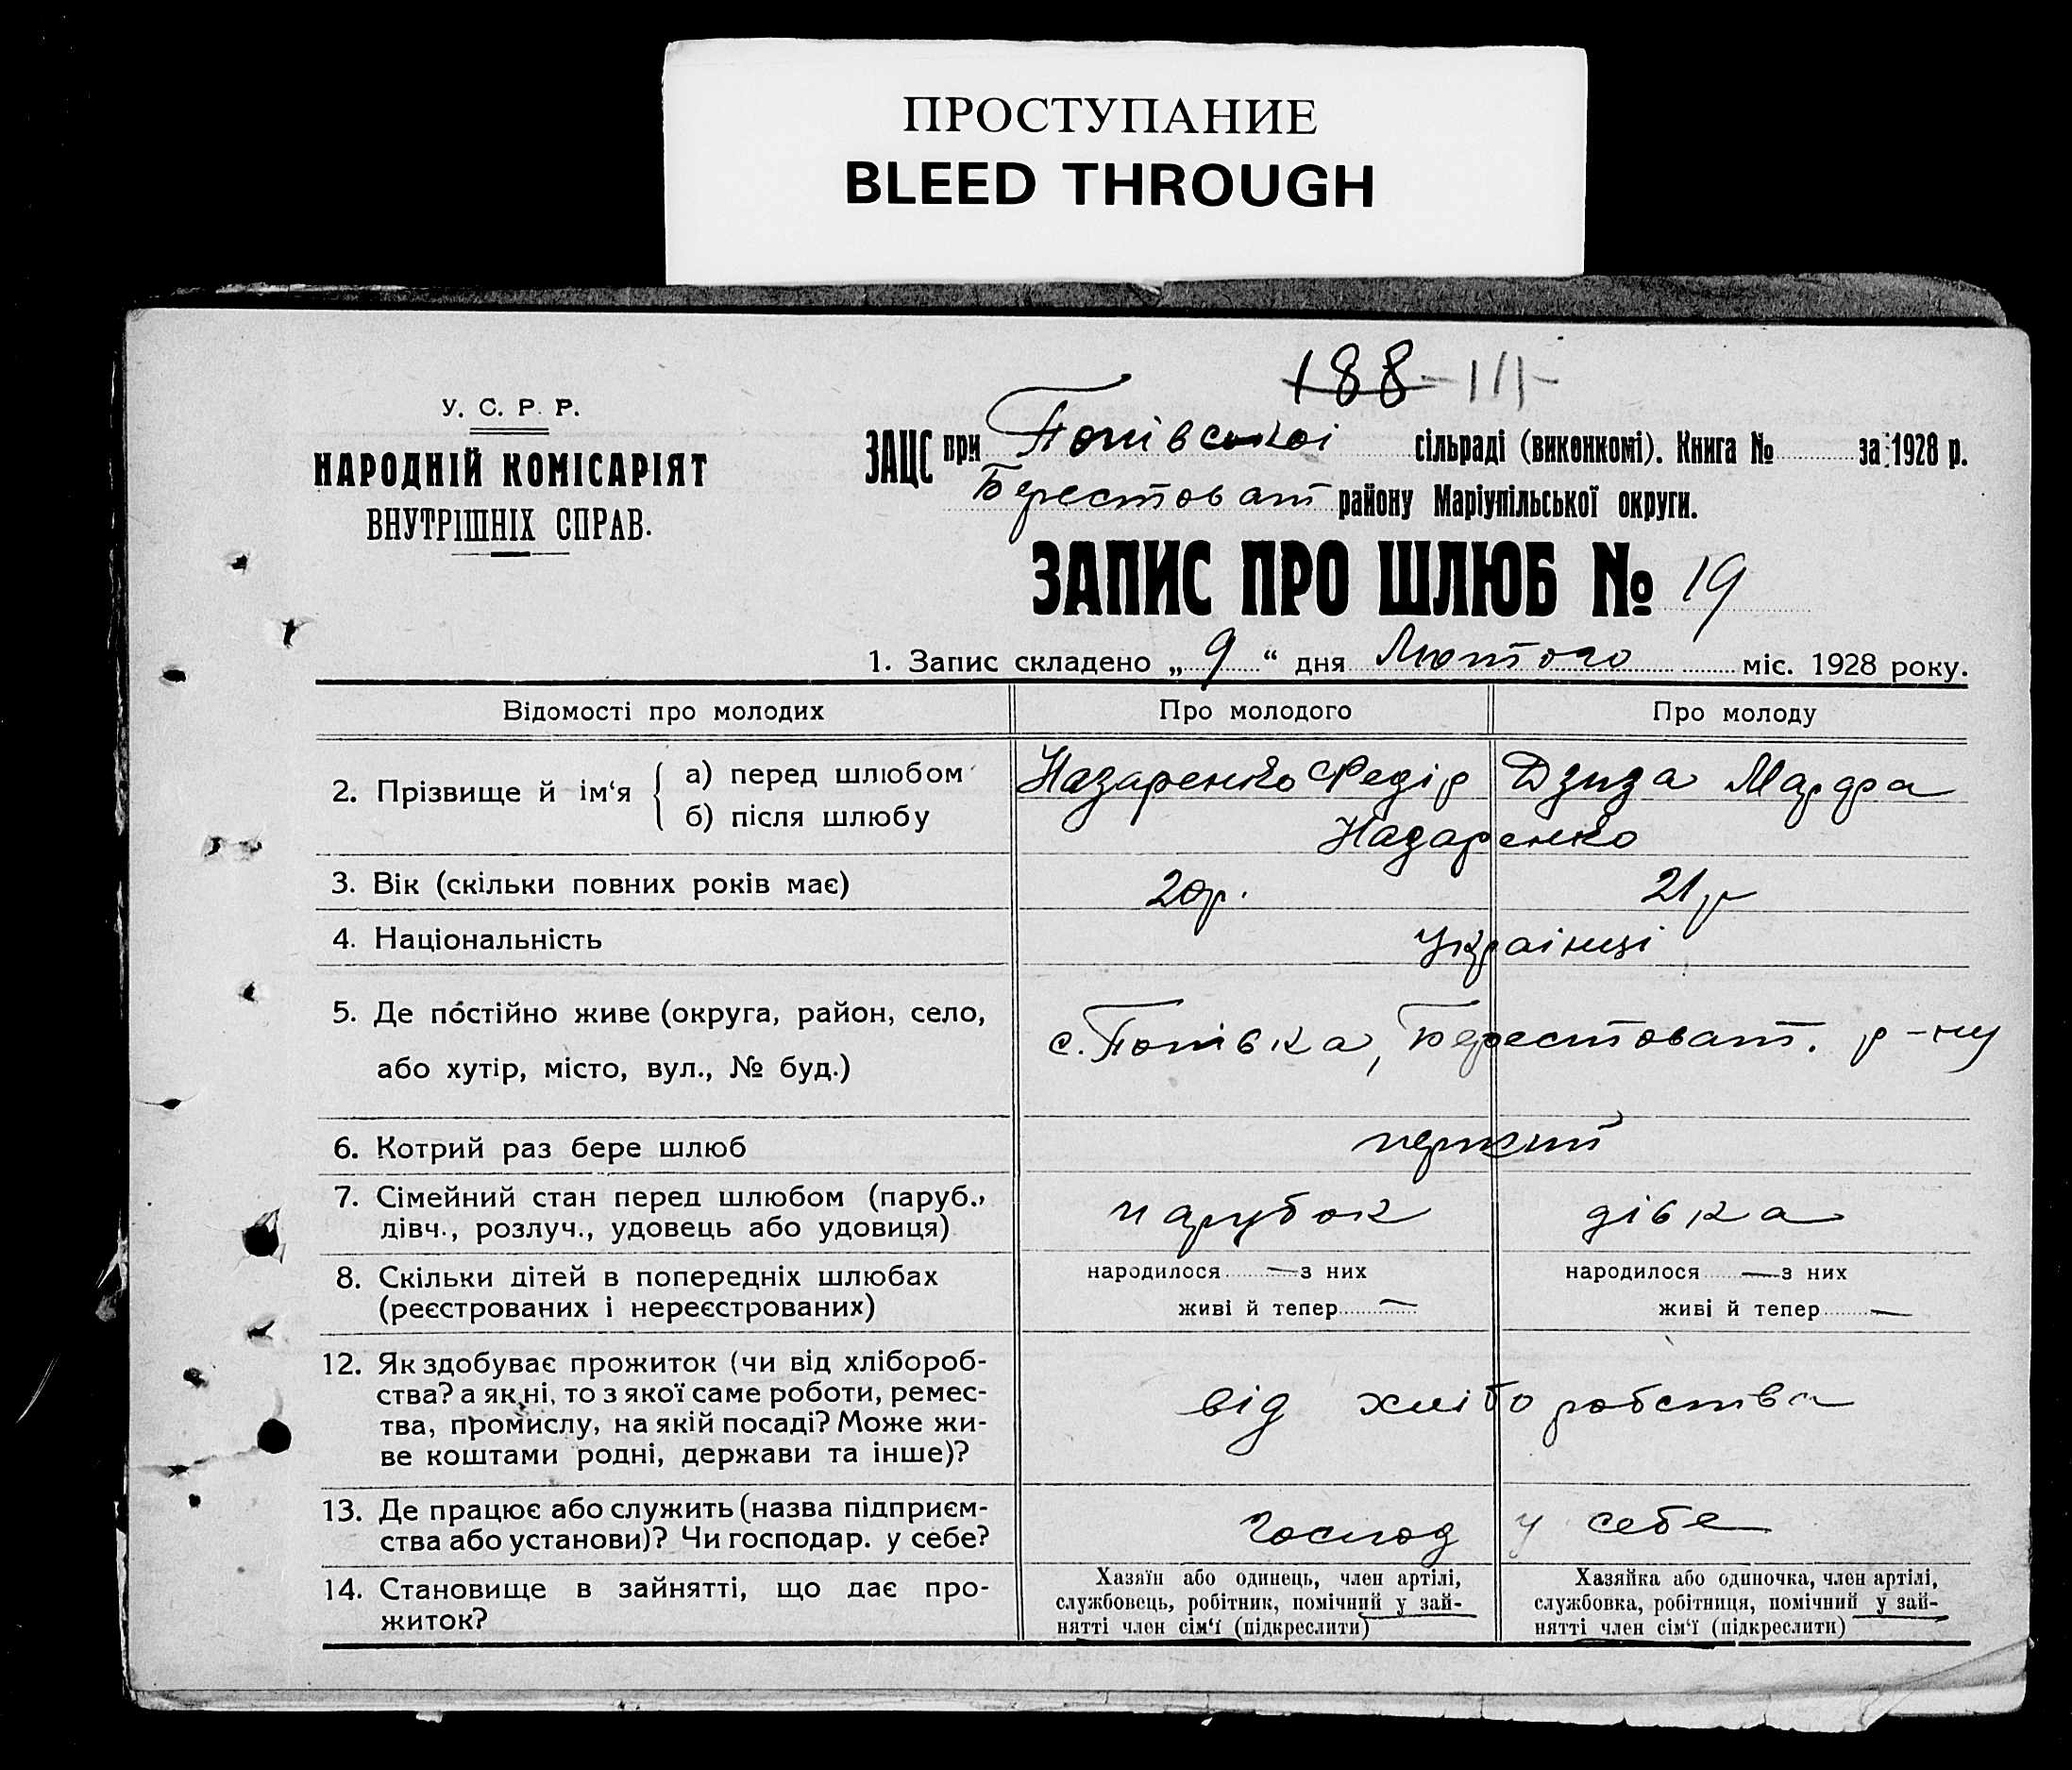 ПРОСТУПАНИЕ
BLEED THROUGH
188 - 111 -
У. С. Р. Р.
НАРОДНІЙ КОМІСАРІЯТ
ВНУТРІШНІХ СПРАВ.
ЗАЦС при Попівської сільраді (виконкомі). Книга № за 1928 р.
Берестоват району Маріупільської округи.
ЗАПИС ПРО ШЛЮБ № 19
1. Запис складено „ 9 “ дня Лютого міс. 1928 року.
Відомості про молодих Про молодого Про молоду
2. Прізвище й ім‘я { а) перед шлюбом Назаренко Федір Дзиза Марфа
б) після шлюбу Назаренко
3. Вік (скільки повних років має) 20 р. 21 р
4. Національність Українці
5. Де постійно живе (округа, район, село, с. Попівка, Берестоват. р-ну
або хутір, місто, вул., № буд.)
6. Котрий раз бере шлюб перший
7. Сімейний стан перед шлюбом (паруб., парубок дівка
дівч., розлуч., удовець або удовиця)
8. Скільки дітей в попередніх шлюбах народилося — з них народилося — з них
(реєстрованих і нереєстрованих) живі й тепер — живі й тепер —
12. Як здобуває прожиток (чи від хлібороб-
ства? а як ні, то з якої саме роботи, ремес- від хліборобства
тва, промислу, на якій посаді? Може жи-
ве коштами родні, держави та інше)?
13. Де працює або служить (назва підприєм- Господ у себе
ства або установи)? Чи господар. у себе?
14. Становище в зайнятті, що дає про- Хазяїн або одинець, член артілі, Хазяйка або одиночка, член артілі,
житок? службовець, робітник, помічний у зай- службовка, робітниця, помічний у зай-
нятті член сім‘ї (підкреслити) нятті член сім‘ї (підкреслити)